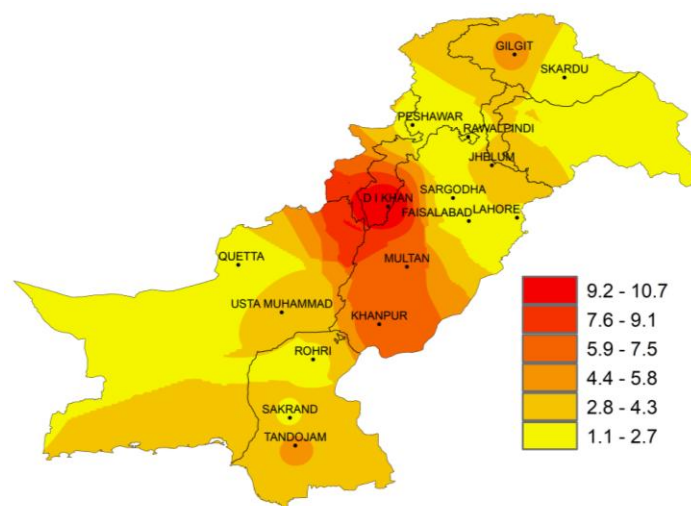 GILGIT
SKARDU
PESHAWAR
RAWALPINDI
JHELUM
D I KHAN
SARGODHA
FAISALABAD
LAHORE
QUETTA
MULTAN
USTA MUHAMMAD
KHANPUR
ROHRI
SAKRAND
TANDOJAM
9.2 - 10.7
7.6 - 9.1
5.9 - 7.5
4.4 - 5.8
2.8 - 4.3
1.1 - 2.7